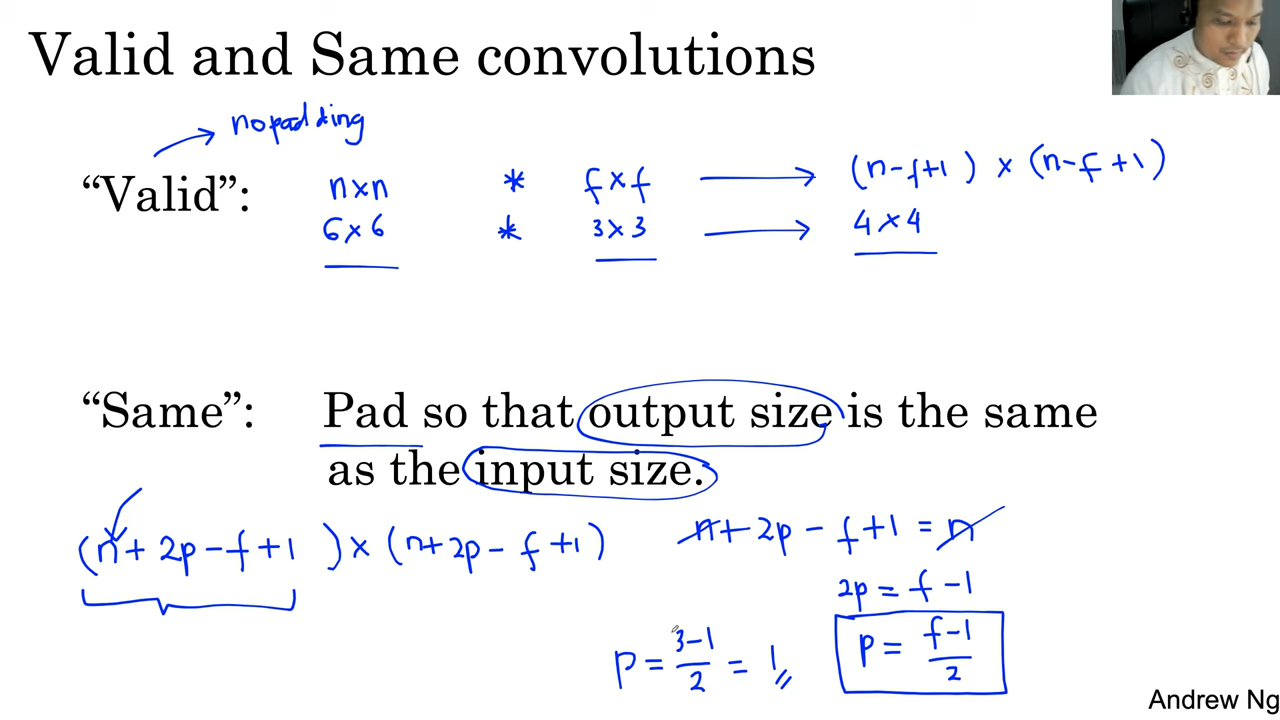 Valid and Same convolutions
no padding
“Valid”: n×n * f×f → (n-f+1) × (n-f+1)
6×6 * 3×3 → 4×4
“Same”: Pad so that output size is the same
as the input size.
(n+2p-f+1) × (n+2p-f+1) n+2p-f+1=n
2p=f-1
p=3-1/2=1 p=f-1/2
Andrew Ng